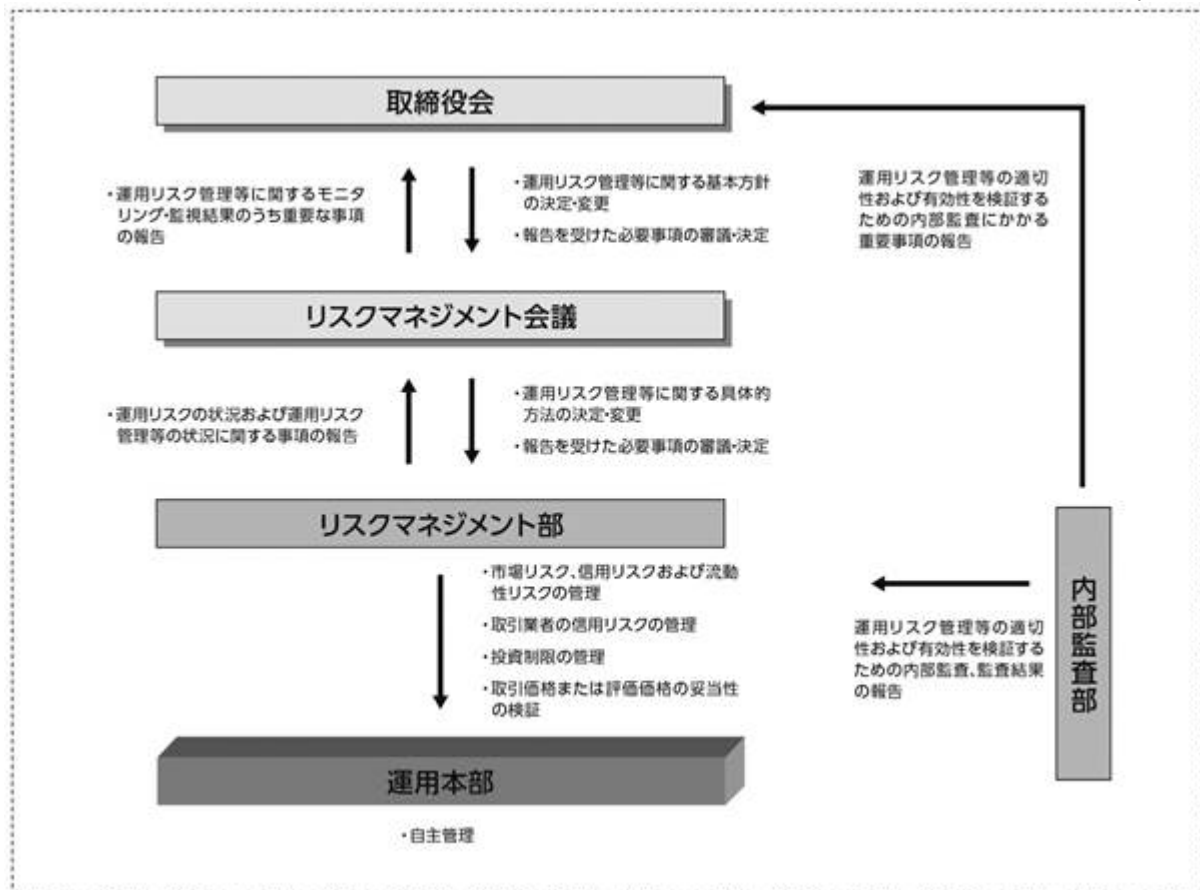 取締役会
・運用リスク管理等に関するモニタ
リング・監視結果のうち重要な事項
の報告
・運用リスク管理等に関する基本方針
の決定・変更
・報告を受けた必要事項の審議・決定
運用リスク管理等の適切
性および有効性を検証する
ための内部監査にかかる
重要事項の報告
リスクマネジメント会議
・運用リスクの状況および運用リスク
管理等の状況に関する事項の報告
・運用リスク管理等に関する具体的
方法の決定・変更
・報告を受けた必要事項の審議・決定
リスクマネジメント部
・市場リスク、信用リスクおよび流動
性リスクの管理
・取引業者の信用リスクの管理
・投資制限の管理
・取引価格または評価価格の妥当性
の検証
運用リスク管理等の適切
性および有効性を検証する
ための内部監査、監査結果
の報告
内部監査部
運用本部
・自主管理